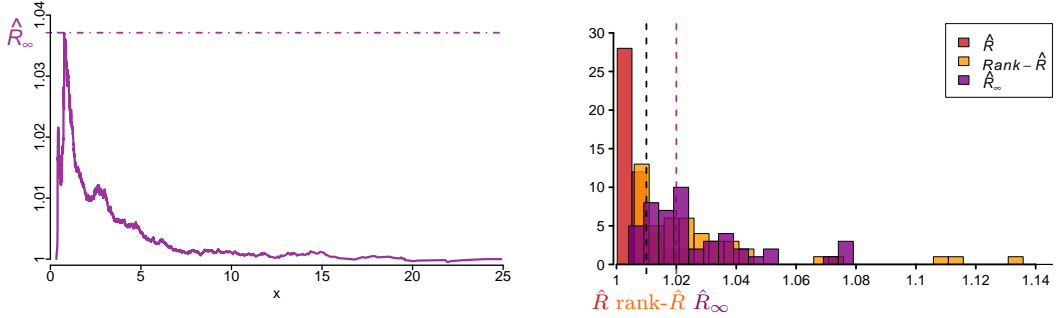 R̂∞
1 1.01 1.02 1.03 1.04
0 5 10 15 20 25
x
R̂
Rank − R̂
R̂∞
0 5 10 15 20 25 30
1 1.02 1.04 1.06 1.08 1.1 1.12 1.14
R̂ rank-R̂ R̂∞